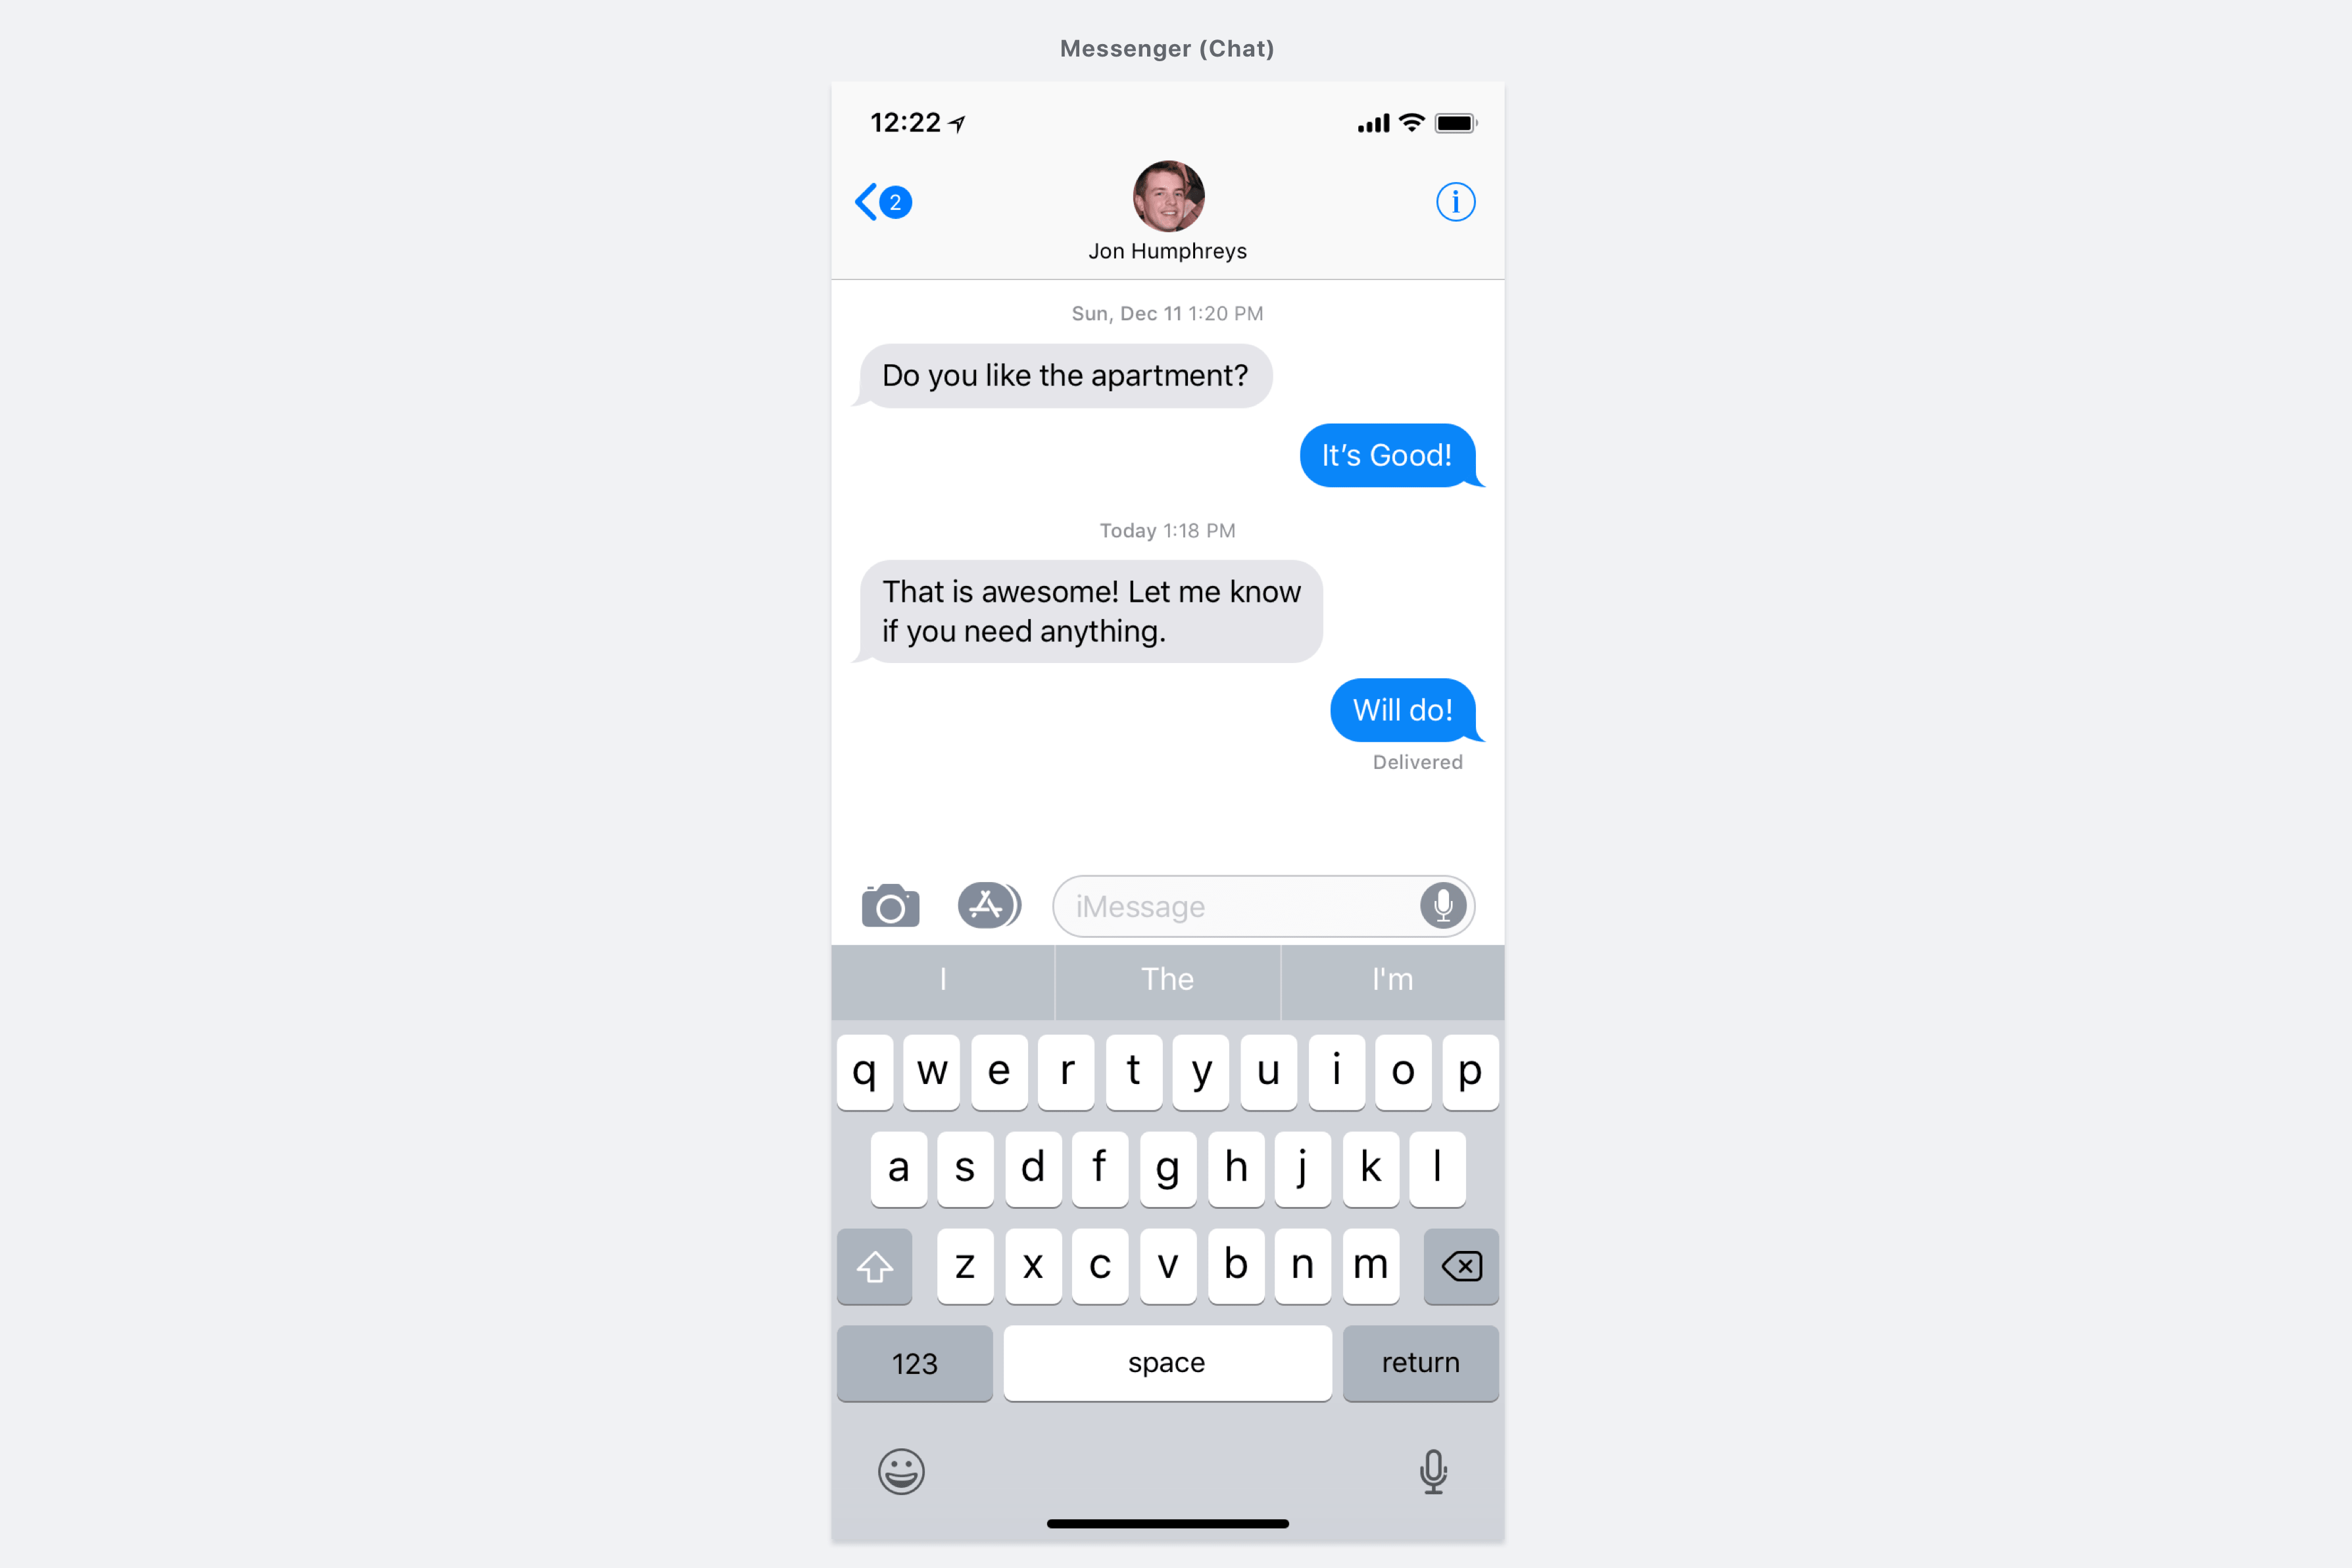 Messenger (Chat)
12:22
2
Jon Humphreys
Sun, Dec 11 1:20 PM
Do you like the apartment?
It’s Good!
Today 1:18 PM
That is awesome! Let me know
if you need anything.
Will do!
Delivered
iMessage
I The I'm
q w e r t y u i o p
a s d f g h j k l
z x c v b n m
123 space return